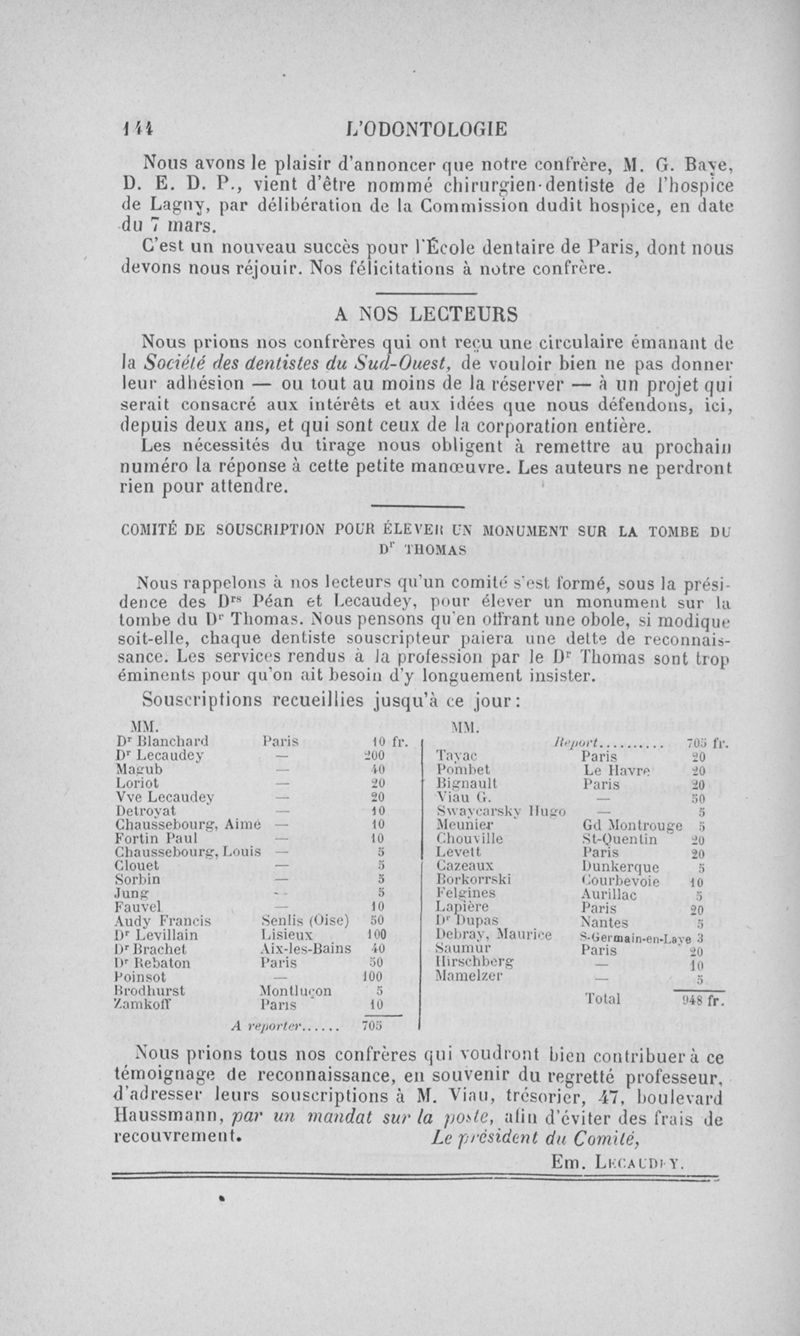 144 L'ODONTOLOGIE
Nous avons le plaisir d'annoncer que notre confrère, M. G. Baye,
D. E. D. P., vient d'être nommé chirurgien-dentiste de l'hospice
de Lagny, par délibération de la Commission dudit hospice, en date
du 7 mars.
C'est un nouveau succès pour l'École dentaire de Paris, dont nous
devons nous réjouir. Nos félicitations à notre confrère.
A NOS LECTEURS
Nous prions nos confrères qui ont reçu une circulaire émanant de
la Société des dentistes du Sud-Ouest, de vouloir bien ne pas donner
leur adhésion — ou tout au moins de la réserver — à un projet qui
serait consacré aux intérêts et aux idées que nous défendons, ici,
depuis deux ans, et qui sont ceux de la corporation entière.
Les nécessités du tirage nous obligent à remettre au prochain
numéro la réponse à cette petite manœuvre. Les auteurs ne perdront
rien pour attendre.
COMITÉ DE SOUSCRIPTION POUR ÉLEVER UN MONUMENT SUR LA TOMBE DU
Dr THOMAS
Nous rappelons à nos lecteurs qu'un comité s'est formé, sous la prési-
dence des Drs Péan et Lecaudey, pour élever un monument sur la
tombe du Dr Thomas. Nous pensons qu'en offrant une obole, si modique
soit-elle, chaque dentiste souscripteur paiera une dette de reconnais-
sance. Les services rendus à la profession par le Dr Thomas sont trop
éminents pour qu'on ait besoin d'y longuement insister.
Souscriptions recueillies jusqu'à ce jour:
MM.
Dr Blanchard Paris 10 fr.
Dr Lecaudey — 200
Magub — 40
Loriot — 20
Vve Lecaudey — 20
Detroyat — 10
Chaussebourg, Aimé — 10
Fortin Paul — 10
Chaussebourg, Louis — 5
Clouet — 5
Sorbin — 5
Jung — 5
Fauvel — 10
Audy Francis Senlis (Oise) 50
Dr Levillain Lisieux 100
Dr Brachet Aix-les-Bains 40
Dr Rebaton Paris 50
Poinsot — 100
Brodhurst Montluçon 5
Zamkoff Paris 10
A reporter...... 705
MM.
Report.......... 705 fr.
Tayac Paris 20
Pombet Le Havre 20
Bignault Paris 20
Viau G. — 50
Swaycarsky Hugo — 5
Meunier Gd Montrouge 5
Chouville St-Quentin 20
Levett Paris 20
Cazeaux Dunkerque 5
Borkorrski Courbevoie 10
Felgines Aurillac 5
Lapière Paris 20
Dr Dupas Nantes 5
Debray, Maurice S-Germain-en-Laye 3
Saumur Paris 20
Hirschberg — 10
Mamelzer — 5
Total 948 fr.
Nous prions tous nos confrères qui voudront bien contribuer à ce
témoignage de reconnaissance, en souvenir du regretté professeur,
d'adresser leurs souscriptions à M. Viau, trésorier, 47, boulevard
Haussmann, par un mandat sur la poste, afin d'éviter des frais de
recouvrement. Le président du Comité,
Em. LECAUDEY.